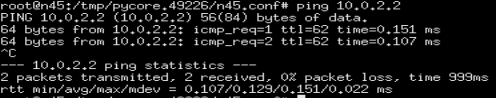 root@n45:/tmp/pycore.49226/n45.conf# ping 10.0.2.2
PING 10.0.2.2 (10.0.2.2) 56(84) bytes of data.
64 bytes from 10.0.2.2: icmp_req=1 ttl=62 time=0.151 ms
64 bytes from 10.0.2.2: icmp_req=2 ttl=62 time=0.107 ms
^C
--- 10.0.2.2 ping statistics ---
2 packets transmitted, 2 received, 0% packet loss, time 999ms
rtt min/avg/max/mdev = 0.107/0.129/0.151/0.022 ms